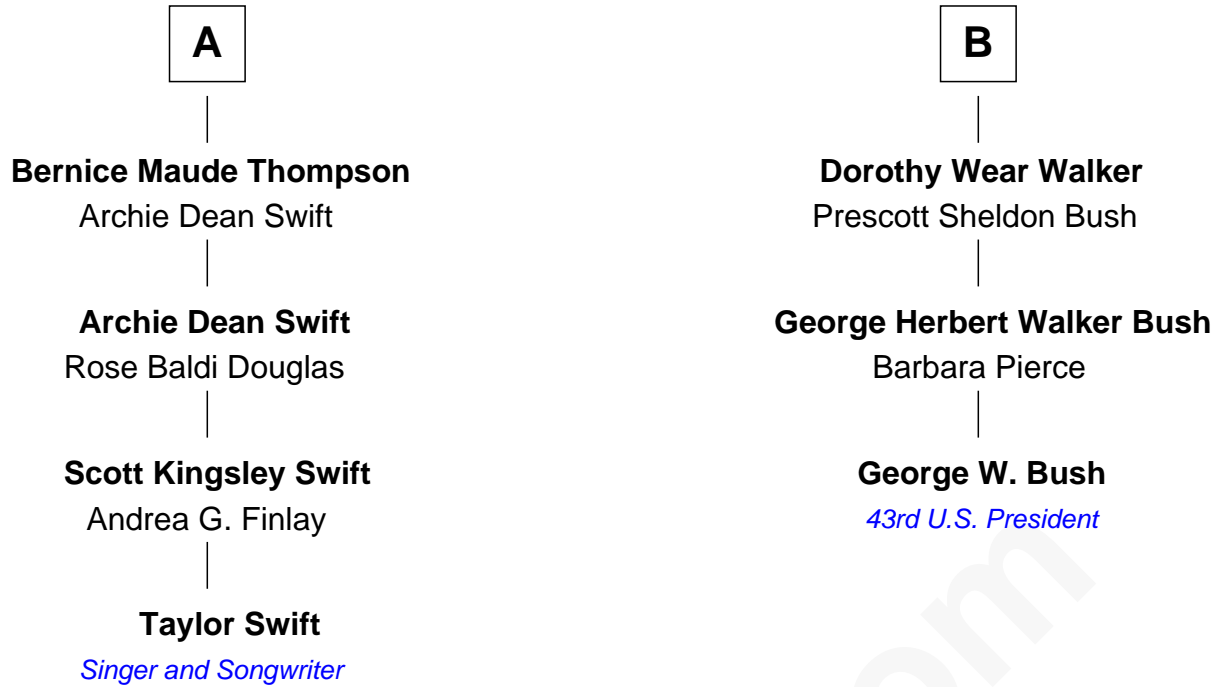 A
Bernice Maude Thompson
Archie Dean Swift
Archie Dean Swift
Rose Baldi Douglas
Scott Kingsley Swift
Andrea G. Finlay
Taylor Swift
Singer and Songwriter
B
Dorothy Wear Walker
Prescott Sheldon Bush
George Herbert Walker Bush
Barbara Pierce
George W. Bush
43rd U.S. President
om